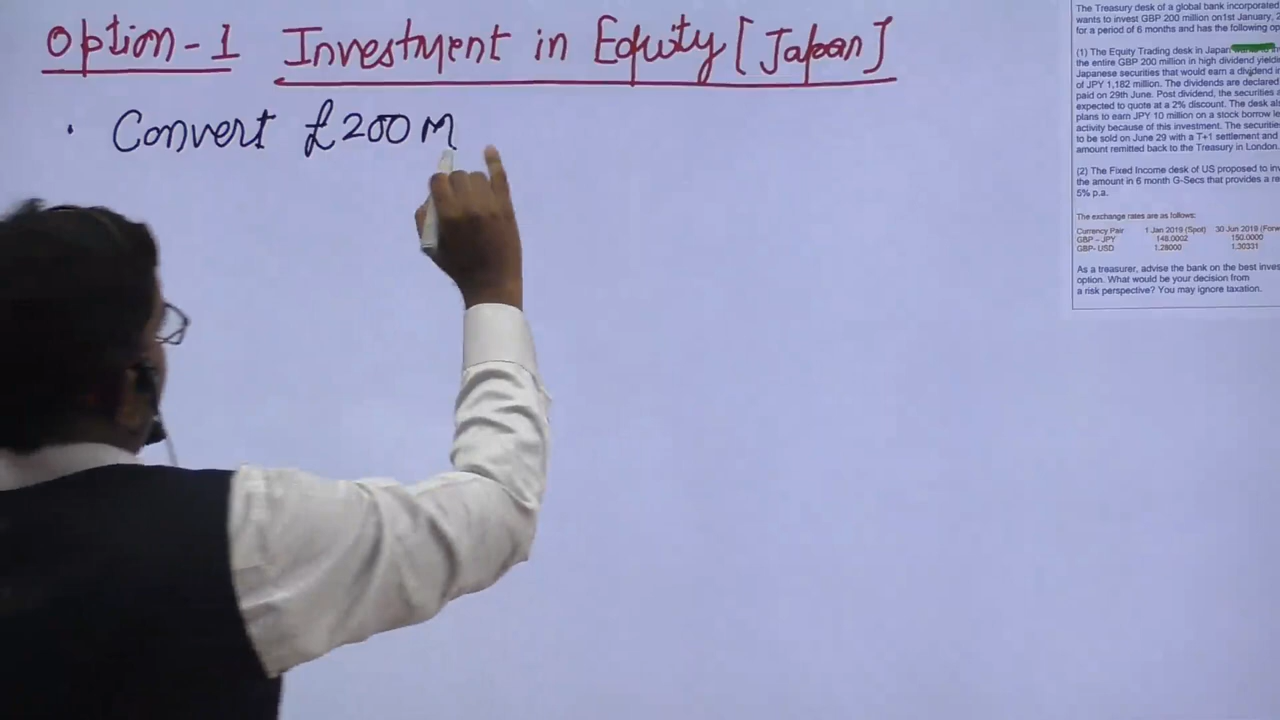 Option-1 Investment in Equity [Japan]
· Convert £200M
The Treasury desk of a global bank incorporated
wants to invest GBP 200 million on1st January, 2
for a period of 6 months and has the following op
(1) The Equity Trading desk in Japan
the entire GBP 200 million in high dividend yieldi
Japanese securities that would earn a dividend i
of JPY 1,182 million. The dividends are declared
paid on 29th June. Post dividend, the securities a
expected to quote at a 2% discount. The desk al
plans to earn JPY 10 million on a stock borrow le
activity because of this investment. The securitie
to be sold on June 29 with a T+1 settlement and
amount remitted back to the Treasury in London.
(2) The Fixed Income desk of US proposed to inv
the amount in 6 month G-Secs that provides a re
5% p.a.
The exchange rates are as follows:
Currency Pair 1 Jan 2019 (Spot) 30 Jun 2019 (Forw
GBP – JPY 148.0002 150.0000
GBP- USD 1.28000 1.30331
As a treasurer, advise the bank on the best inves
option. What would be your decision from
a risk perspective? You may ignore taxation.